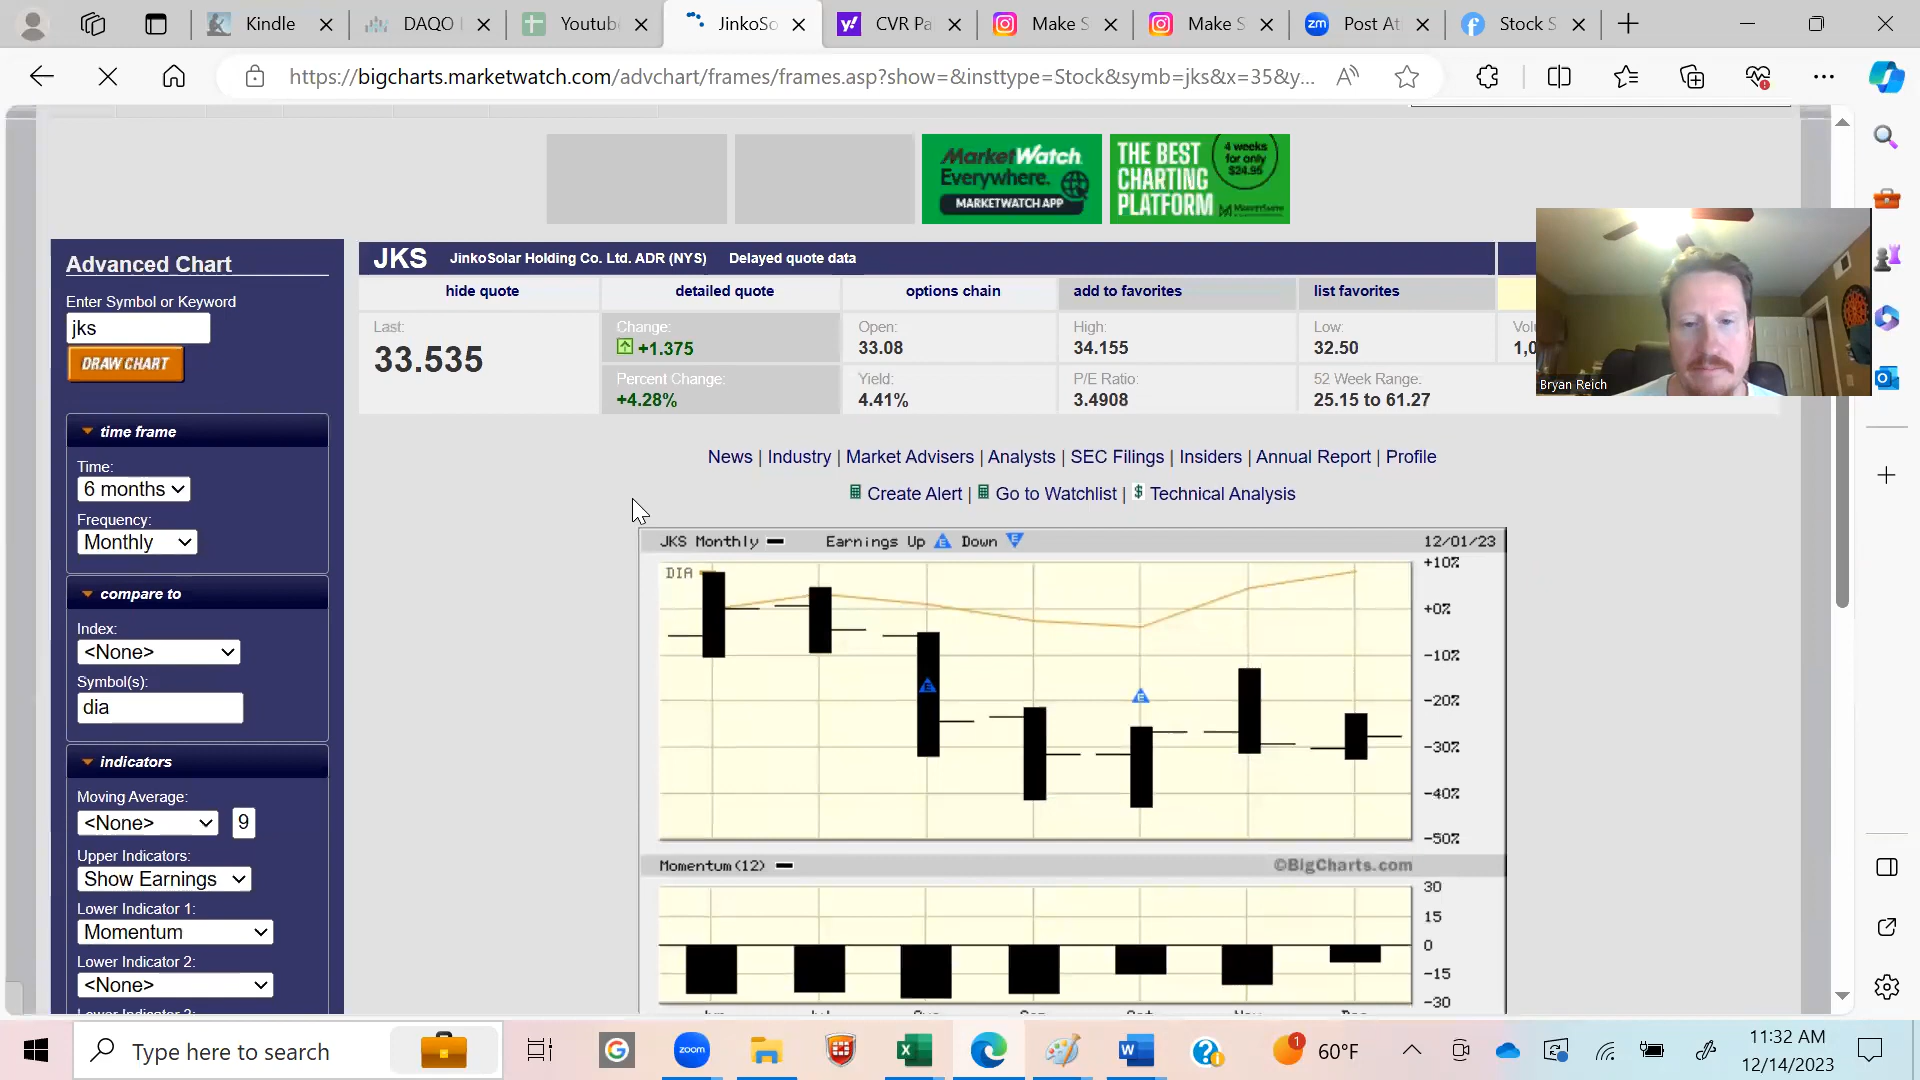 Kindle
DAQO
Youtub
JinkoSo
CVR Pa
Make S
Make S
zm Post At
Stock S
https://bigcharts.marketwatch.com/advchart/frames/frames.asp?show=&insttype=Stock&symb=jks&x=35&y...
MarketWatch
Everywhere.
MARKETWATCH APP
THE BEST
CHARTING
PLATFORM
4 weeks
for only
$24.95
Advanced Chart
Enter Symbol or Keyword
jks
DRAW CHART
time frame
Time:
6 months
Frequency:
Monthly
compare to
Index:
<None>
Symbol(s):
dia
indicators
Moving Average:
<None> 9
Upper Indicators:
Show Earnings
Lower Indicator 1:
Momentum
Lower Indicator 2:
<None>
JKS JinkoSolar Holding Co. Ltd. ADR (NYS) Delayed quote data
hide quote detailed quote options chain add to favorites list favorites
Last: Change: Open: High: Low:
33.535 +1.375 33.08 34.155 32.50 1,0
Percent Change: Yield: P/E Ratio: 52 Week Range:
+4.28% 4.41% 3.4908 25.15 to 61.27
Bryan Reich
News | Industry | Market Advisers | Analysts | SEC Filings | Insiders | Annual Report | Profile
Create Alert | Go to Watchlist | $ Technical Analysis
JKS Monthly Earnings Up E Down E 12/01/23
DIA
E
E
+10%
+0%
-10%
-20%
-30%
-40%
-50%
Momentum(12) ©BigCharts.com
30
15
0
-15
-30
Type here to search
zoom
1 60°F
11:32 AM
12/14/2023